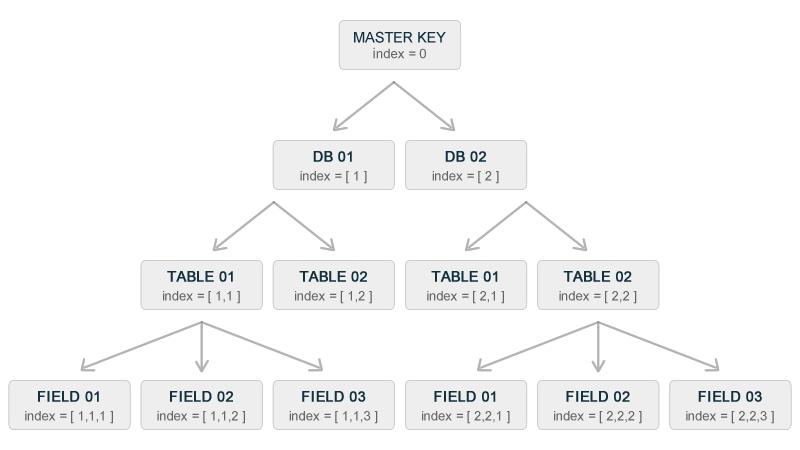 MASTER KEY
index = 0
DB 01
index = [ 1 ]
DB 02
index = [ 2 ]
TABLE 01
index = [ 1,1 ]
TABLE 02
index = [ 1,2 ]
TABLE 01
index = [ 2,1 ]
TABLE 02
index = [ 2,2 ]
FIELD 01
index = [ 1,1,1 ]
FIELD 02
index = [ 1,1,2 ]
FIELD 03
index = [ 1,1,3 ]
FIELD 01
index = [ 2,2,1 ]
FIELD 02
index = [ 2,2,2 ]
FIELD 03
index = [ 2,2,3 ]